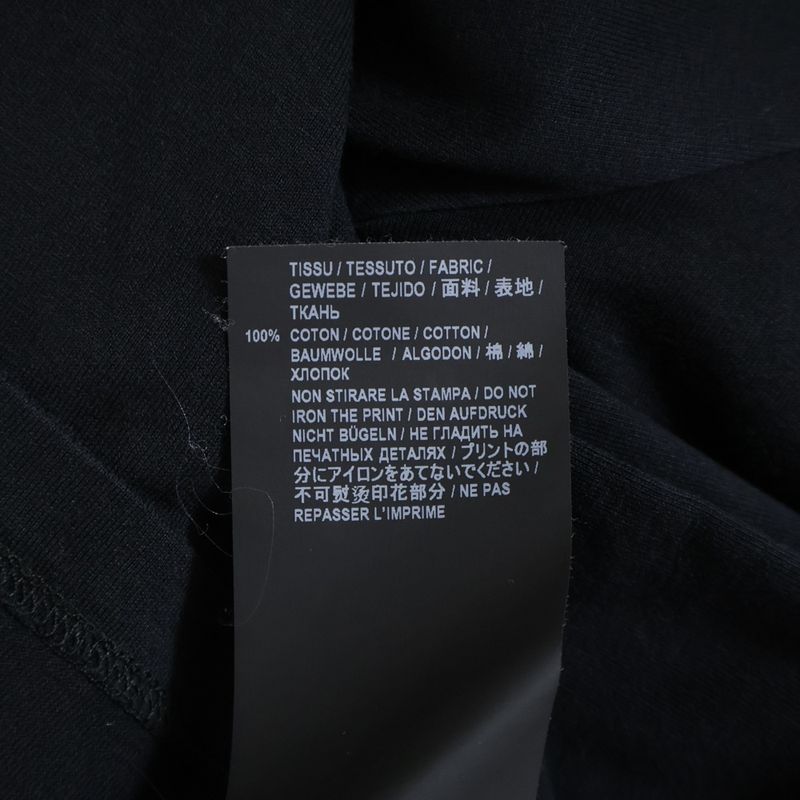 TISSU / TESSUTO / FABRIC /
GEWEBE / TEJIDO / 面料 / 表地 /
ТКАНЬ
100% COTON / COTONE / COTTON /
BAUMWOLLE / ALGODON / 棉 / 綿 /
ХЛОПОК
NON STIRARE LA STAMPA / DO NOT
IRON THE PRINT / DEN AUFDRUCK
NICHT BÜGELN / НЕ ГЛАДИТЬ НА
ПЕЧАТНЫХ ДЕТАЛЯХ / プリントの部
分にアイロンをあてないでください /
不可熨烫印花部分 / NE PAS
REPASSER L'IMPRIME